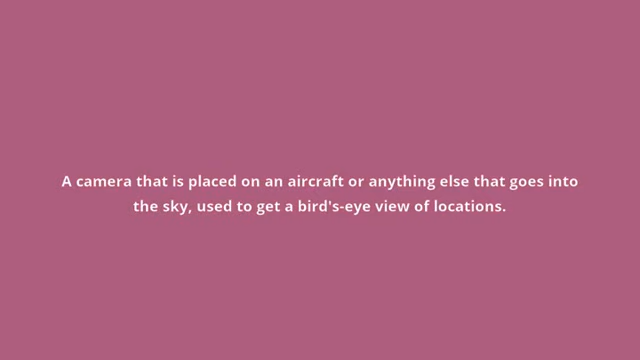 A camera that is placed on an aircraft or anything else that goes into
the sky, used to get a bird's-eye view of locations.